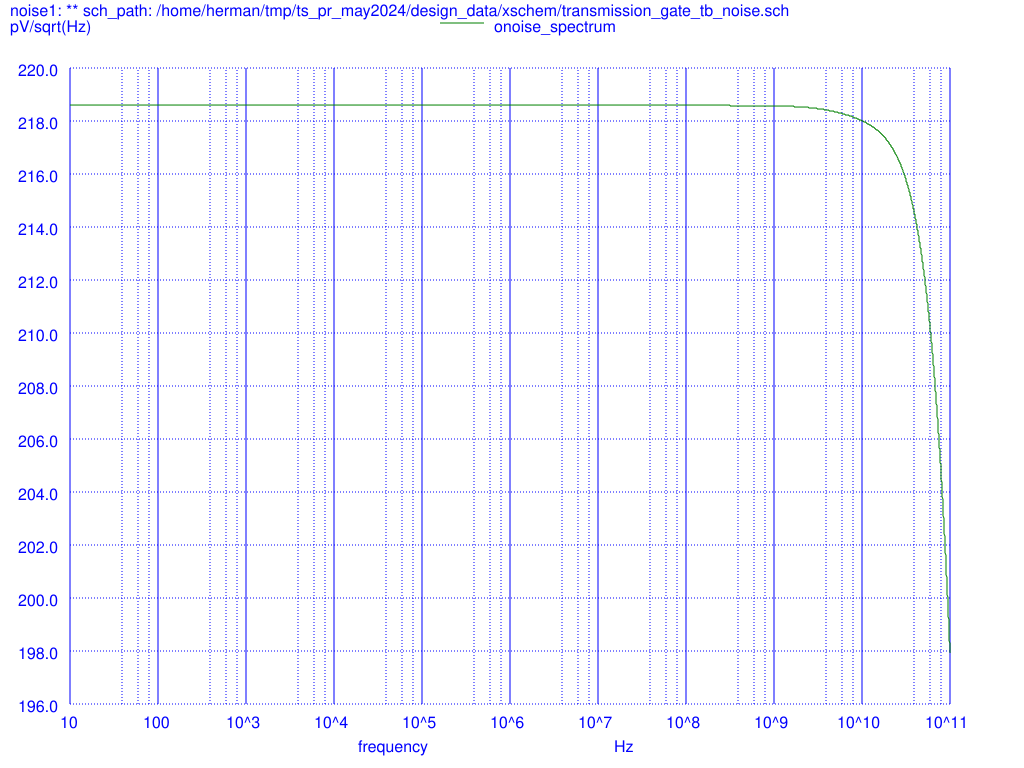 noise1: ** sch_path: /home/herman/tmp/ts_pr_may2024/design_data/xschem/transmission_gate_tb_noise.sch
pV/sqrt(Hz)
onoise_spectrum
220.0
218.0
216.0
214.0
212.0
210.0
208.0
206.0
204.0
202.0
200.0
198.0
196.0
10 100 10^3 10^4 10^5 10^6 10^7 10^8 10^9 10^10 10^11
frequency Hz